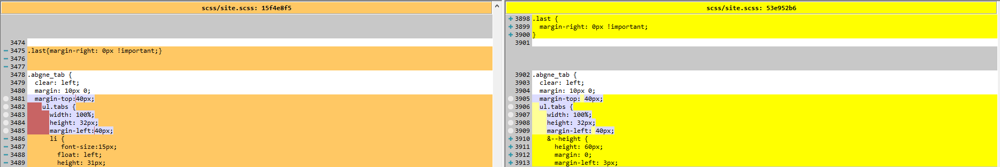 scss/site.scss: 15f4e8f5
3474
− 3475 .last{margin-right: 0px !important;}
− 3476
− 3477
3478 .abgne_tab {
3479   clear: left;
3480   margin: 10px 0;
3481   margin-top:40px;
3482     ul.tabs {
3483       width: 100%;
3484       height: 32px;
3485       margin-left:40px;
− 3486       li {
− 3487          font-size:15px;
− 3488         float: left;
− 3489         height: 31px;
scss/site.scss: 53e952b6
+ 3898 .last {
+ 3899   margin-right: 0px !important;
+ 3900 }
3901
3902 .abgne_tab {
3903   clear: left;
3904   margin: 10px 0;
3905   margin-top: 40px;
3906   ul.tabs {
3907     width: 100%;
3908     height: 32px;
3909     margin-left: 40px;
+ 3910     &--height {
+ 3911       height: 60px;
+ 3912       margin: 0;
+ 3913       margin-left: 3px;